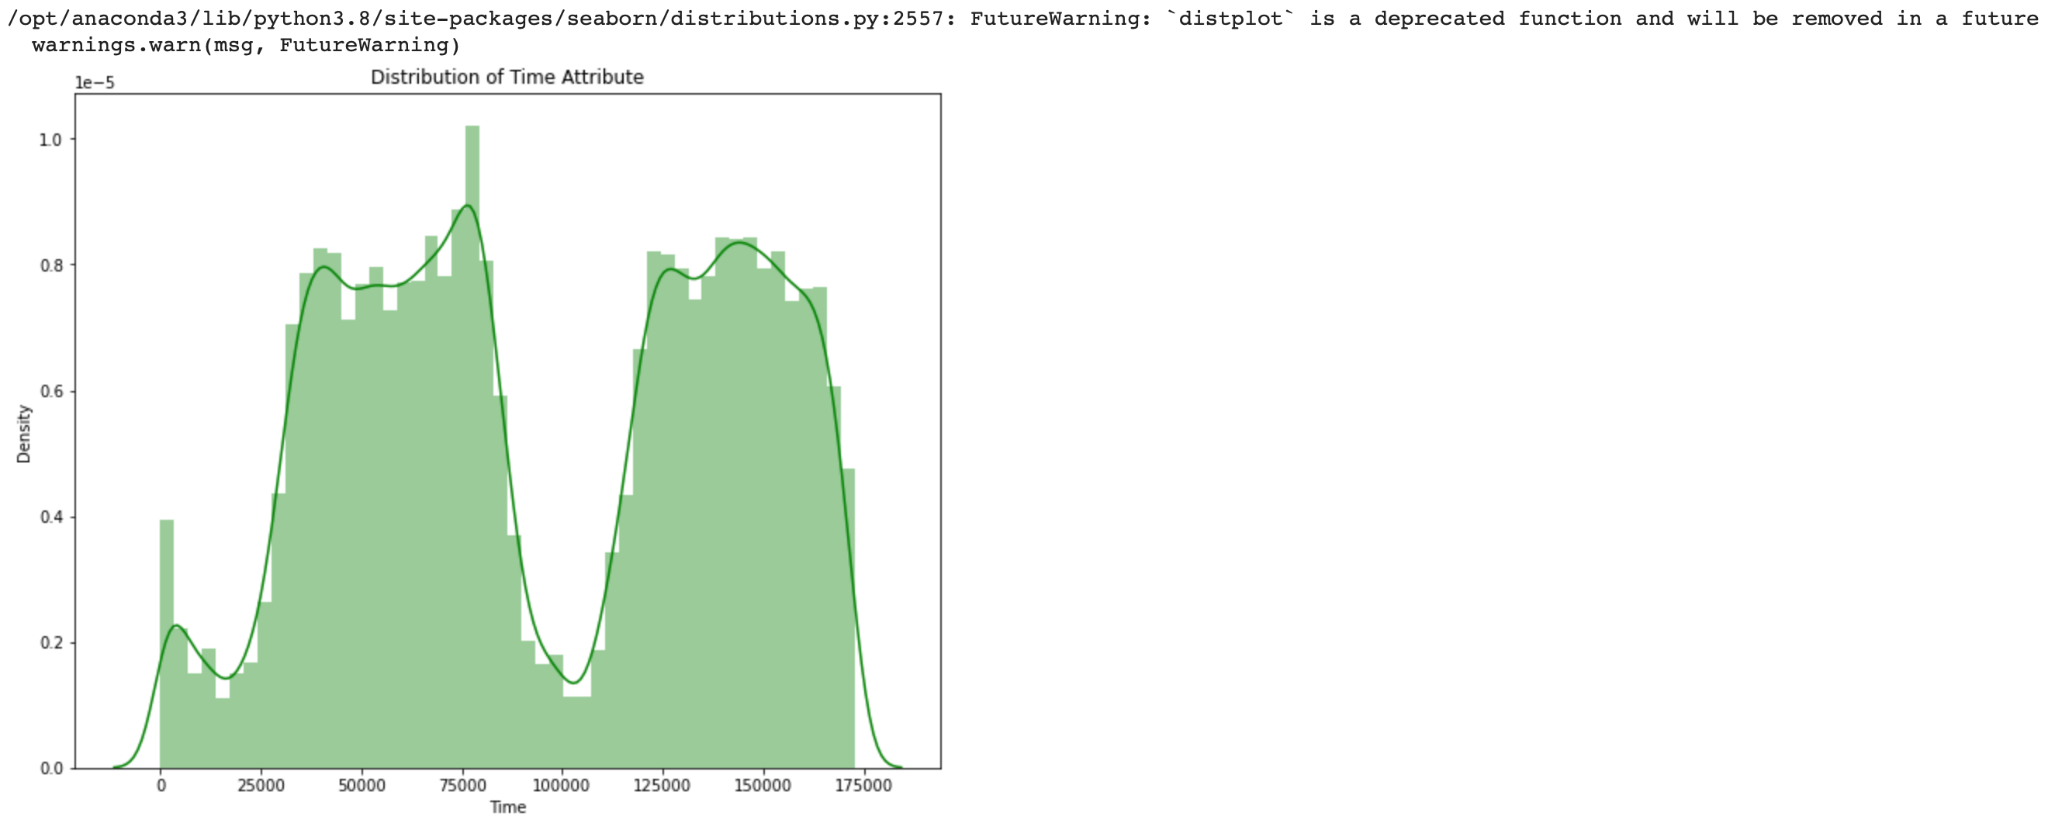 /opt/anaconda3/lib/python3.8/site-packages/seaborn/distributions.py:2557: FutureWarning: `distplot` is a deprecated function and will be removed in a future
warnings.warn(msg, FutureWarning)
Distribution of Time Attribute
1e−5
1.0
0.8
0.6
0.4
0.2
0.0
Density
0 25000 50000 75000 100000 125000 150000 175000
Time